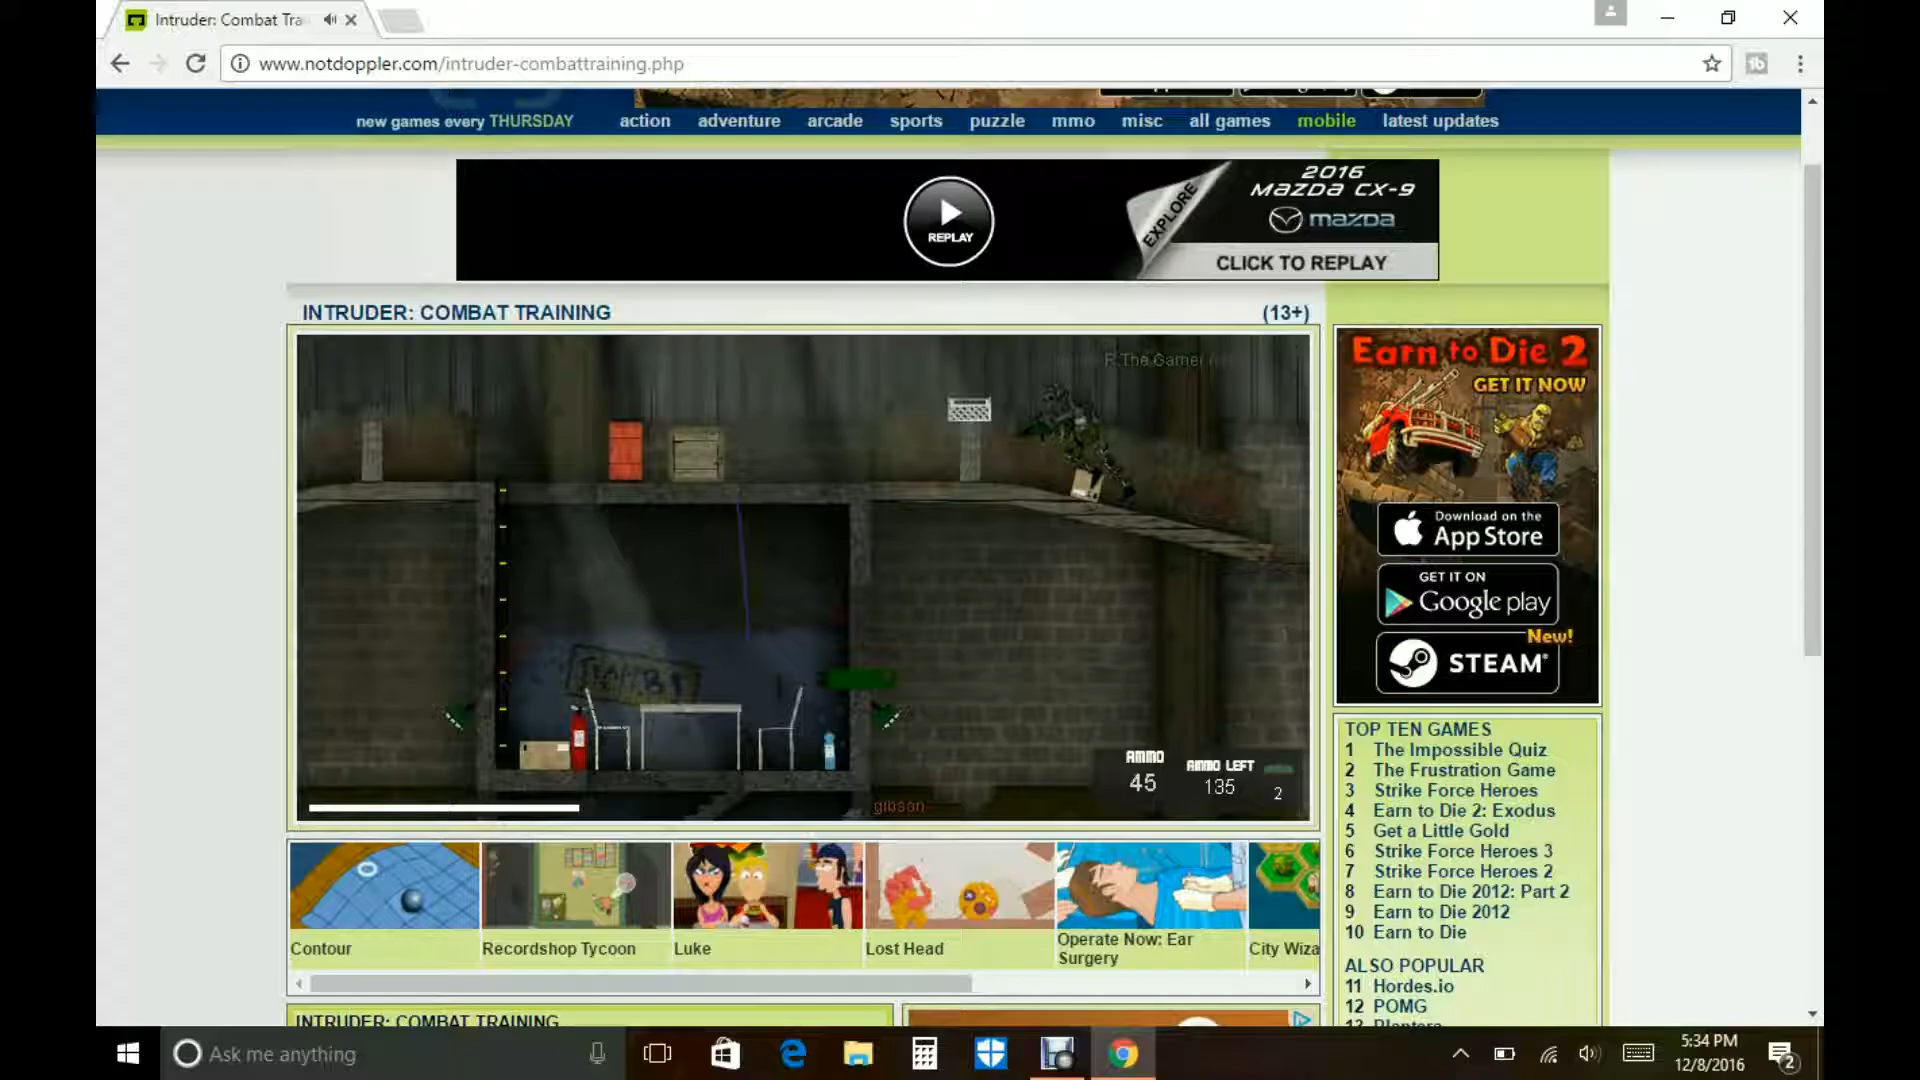 Intruder: Combat Tra
www.notdoppler.com/intruder-combattraining.php
new games every THURSDAY
action adventure arcade sports puzzle mmo misc all games mobile latest updates
REPLAY
EXPLORE
2016
MAZDA CX-9
mazda
CLICK TO REPLAY
INTRUDER: COMBAT TRAINING (13+)
Earn to Die 2
GET IT NOW
Download on the
App Store
GET IT ON
Google play
New!
STEAM
AMMO
45
AMMO LEFT
135
2
gibson
TOP TEN GAMES
1 The Impossible Quiz
2 The Frustration Game
3 Strike Force Heroes
4 Earn to Die 2: Exodus
5 Get a Little Gold
6 Strike Force Heroes 3
7 Strike Force Heroes 2
8 Earn to Die 2012: Part 2
9 Earn to Die 2012
10 Earn to Die
ALSO POPULAR
11 Hordes.io
12 POMG
Contour
Recordshop Tycoon
Luke
Lost Head
Operate Now: Ear
Surgery
City Wiza
INTRUDER: COMBAT TRAINING
Ask me anything
5:34 PM
12/8/2016
2